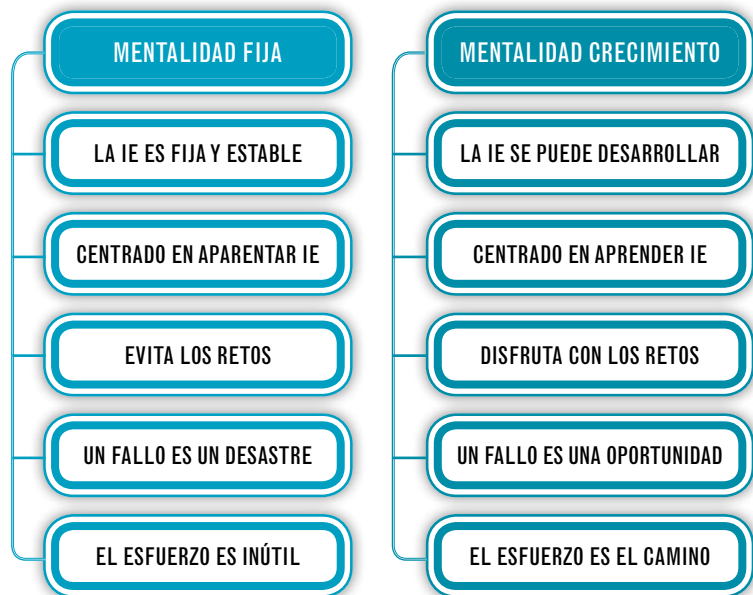 MENTALIDAD FIJA
LA IE ES FIJA Y ESTABLE
CENTRADO EN APARENTAR IE
EVITA LOS RETOS
UN FALLO ES UN DESASTRE
EL ESFUERZO ES INÚTIL
MENTALIDAD CRECIMIENTO
LA IE SE PUEDE DESARROLLAR
CENTRADO EN APRENDER IE
DISFRUTA CON LOS RETOS
UN FALLO ES UNA OPORTUNIDAD
EL ESFUERZO ES EL CAMINO